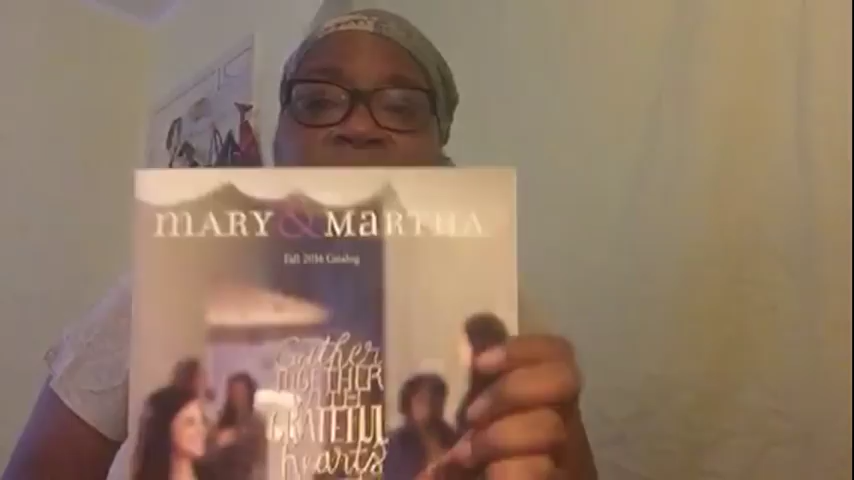 MARY & MARTHA
Fall 2016 Catalog
Gather
TOGETHER
WITH
GRATEFUL
hearts